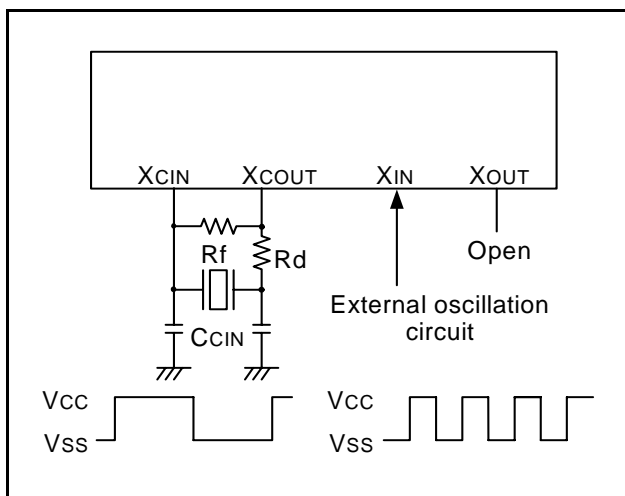 XCIN XCOUT XIN XOUT
Rf
Rd
Open
External oscillation
circuit
CCIN
VCC
VSS
VCC
VSS